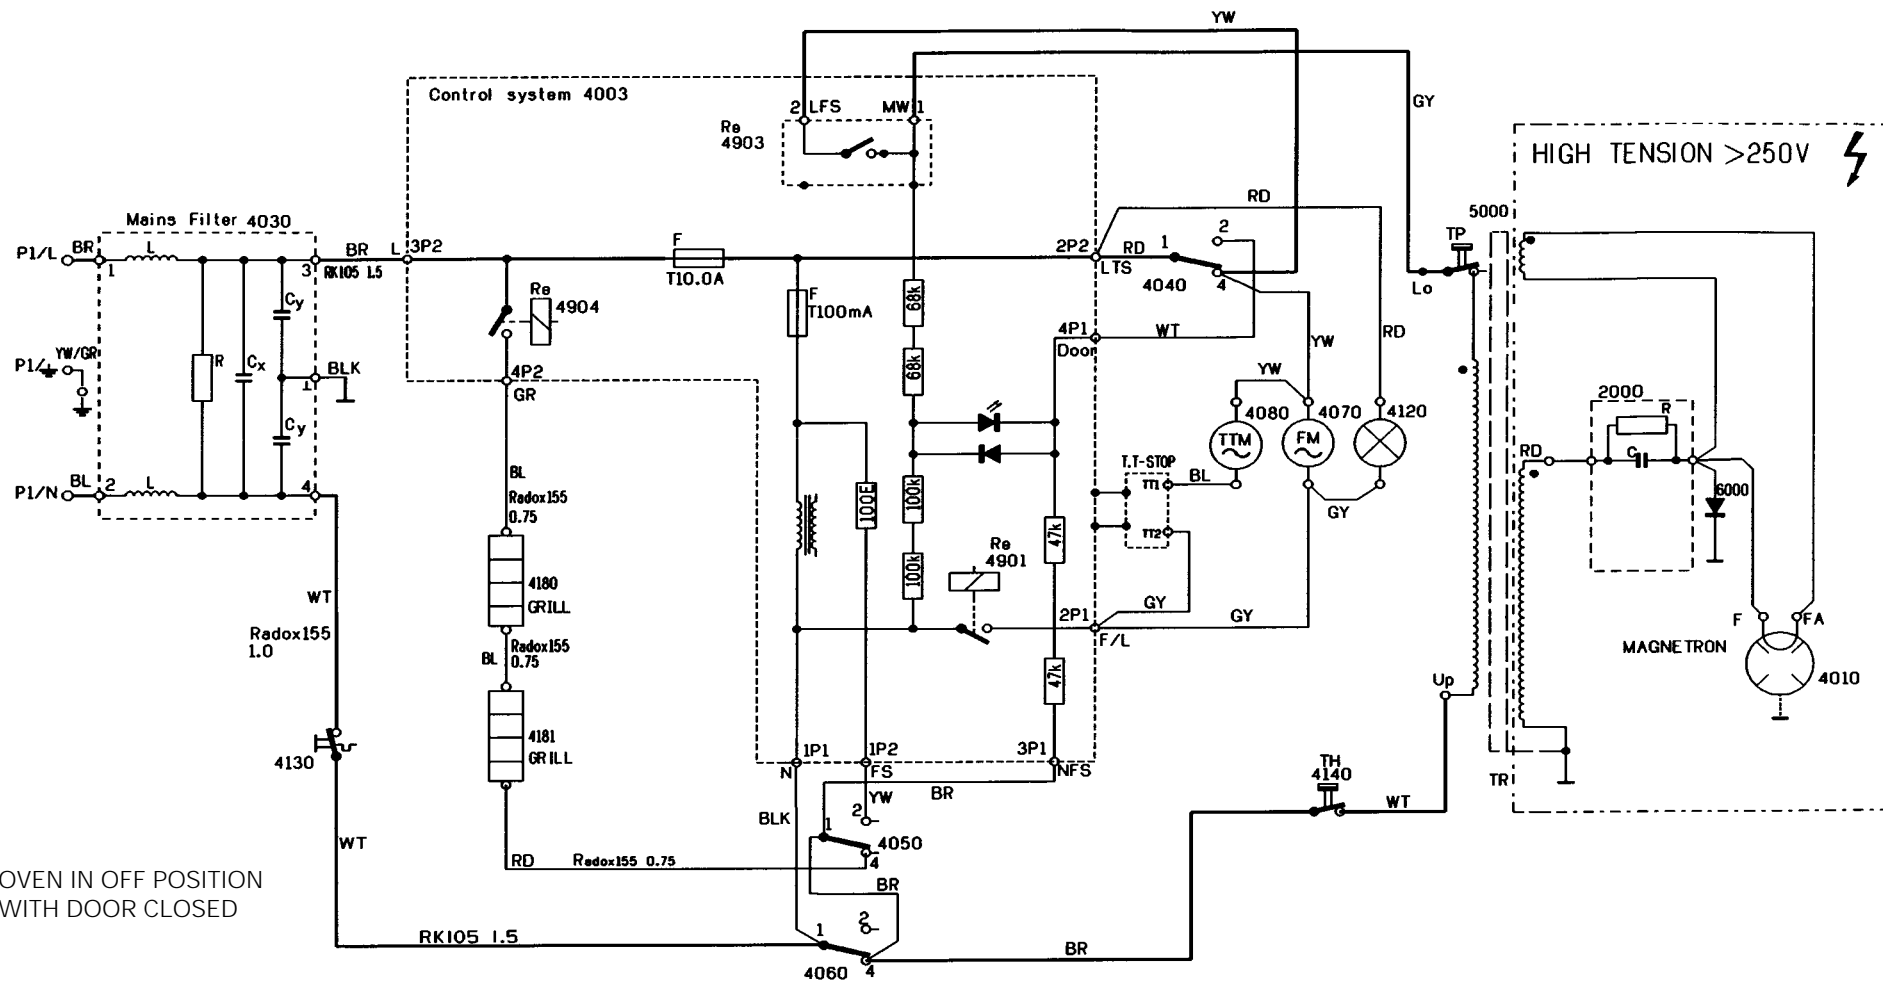 YW
Control system 4003
2 LFS
MW 1
Re
4903
GY
HIGH TENSION >250V
Mains Filter 4030
RD
5000
TP
P1/L
BR
L
1
3
BR
RK105 1.5
L
3P2
F
T10.0A
2P2
LTS
RD
1
2
4
4040
Lo
Re
4904
F
T100mA
68k
68k
4P1
Door
WT
YW
RD
P1/
YW/GR
R
Cx
Cy
BLK
Cy
4P2
GR
YW
4080
4070
4120
TTM
FM
2000
R
C
RD
6000
T.T-STOP
TT1
BL
TT2
GY
P1/N
BL
2
L
4
BL
Radox155
0.75
100E
100k
100k
47k
47k
Re
4901
GY
2P1
F/L
GY
4180
GRILL
BL
Radox155
0.75
4181
GRILL
WT
Radox155
1.0
4130
WT
F
FA
MAGNETRON
4010
Up
TR
1P1
N
1P2
FS
3P1
NFS
BR
YW
BLK
2
1
4050
4
RD
Radox155 0.75
BR
TH
4140
WT
OVEN IN OFF POSITION
WITH DOOR CLOSED
RK105 1.5
2
1
4060
4
BR